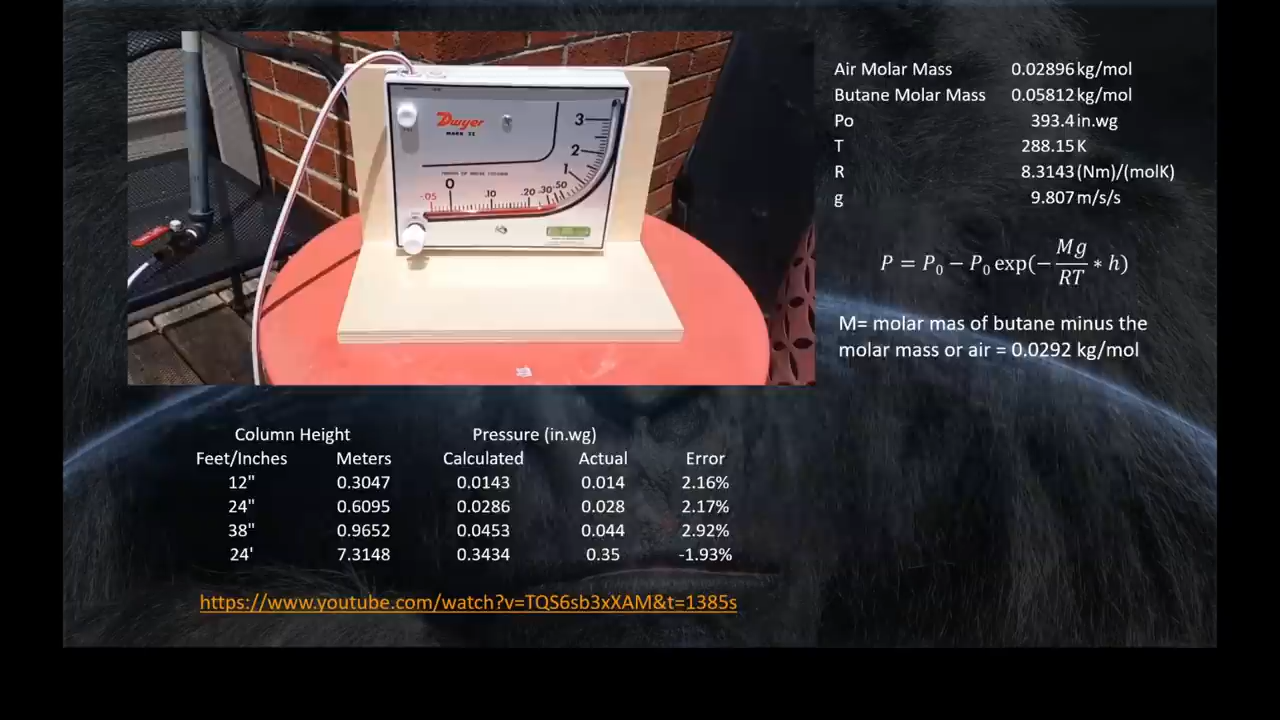 Dwyer
MARK II
3
2
1
0
.05
.10
.20
.30
.50
Air Molar Mass 0.02896 kg/mol
Butane Molar Mass 0.05812 kg/mol
Po 393.4 in.wg
T 288.15 K
R 8.3143 (Nm)/(molK)
g 9.807 m/s/s
P = P₀ − P₀ exp(− Mg/RT * h)
M= molar mas of butane minus the
molar mass or air = 0.0292 kg/mol
Column Height Pressure (in.wg)
Feet/Inches Meters Calculated Actual Error
12" 0.3047 0.0143 0.014 2.16%
24" 0.6095 0.0286 0.028 2.17%
38" 0.9652 0.0453 0.044 2.92%
24' 7.3148 0.3434 0.35 -1.93%
https://www.youtube.com/watch?v=TQS6sb3xXAM&t=1385s